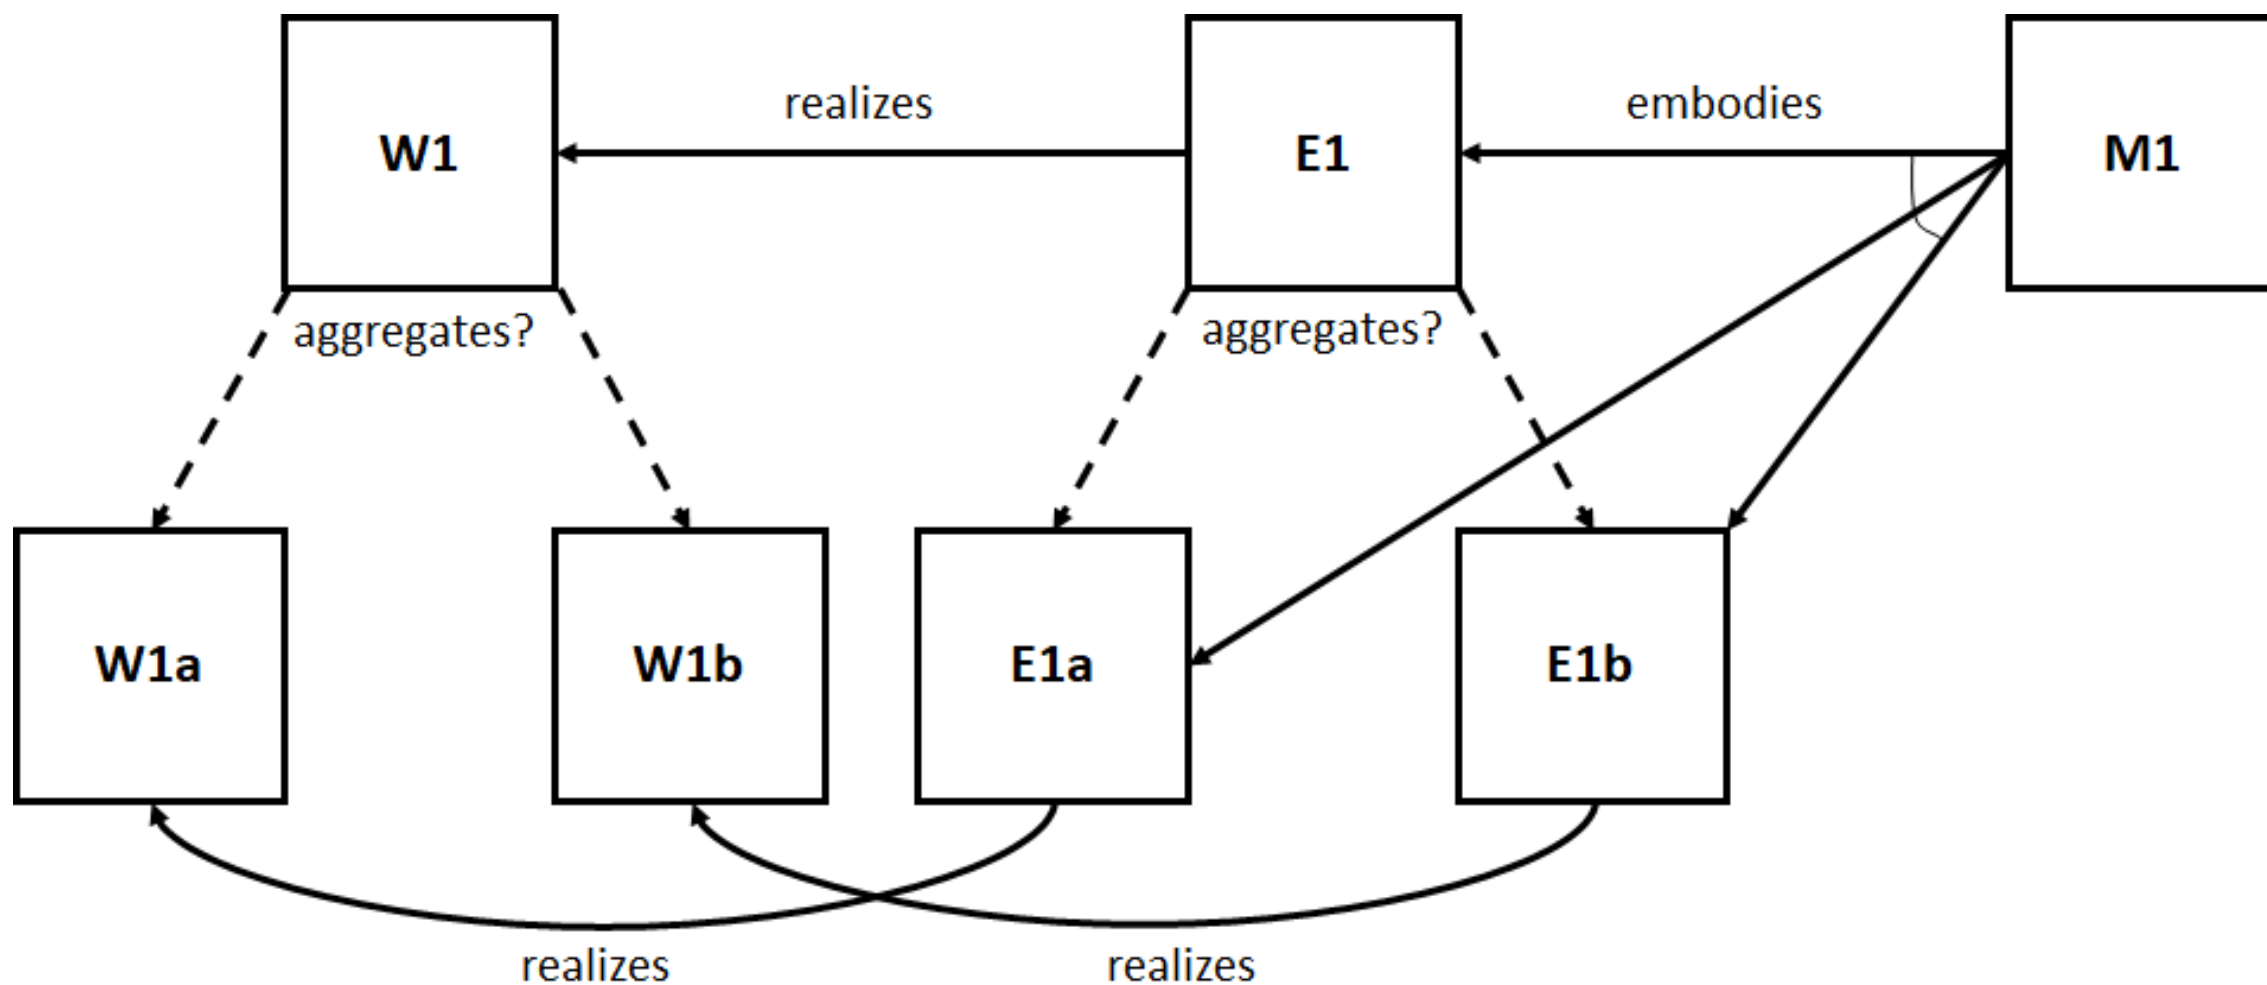 realizes
embodies
W1
E1
M1
aggregates?
aggregates?
W1a
W1b
E1a
E1b
realizes
realizes